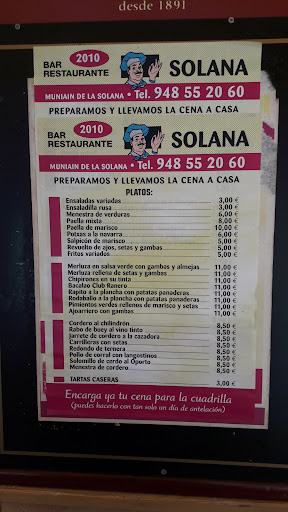 desde 1891
BAR 2010
RESTAURANTE SOLANA
MUNIAIN DE LA SOLANA • Tel. 948 55 20 60
PREPARAMOS Y LLEVAMOS LA CENA A CASA
BAR 2010
RESTAURANTE SOLANA
MUNIAIN DE LA SOLANA • Tel. 948 55 20 60
PREPARAMOS Y LLEVAMOS LA CENA A CASA
PLATOS:
Ensaladas variadas 3,00 €
Ensaladilla rusa 3,00 €
Menestra de verduras 6,00 €
Paella mixta 8,00 €
Paella de marisco 10,00 €
Potxas a la navarra 6,00 €
Salpicón de marisco 5,00 €
Revuelto de ajos, setas y gambas 5,00 €
Fritos variados 5,00 €
Merluza en salsa verde con gambas y almejas 11,00 €
Merluza rellena de setas y gambas 11,00 €
Chipirones en su tinta 11,00 €
Bacalao Club Ranero 11,00 €
Rapito a la plancha con patatas panaderas 11,00 €
Rodaballo a la plancha con patatas panaderas 11,00 €
Pimientos verdes rellenos de marisco y setas 11,00 €
Ajoarriero con gambas 11,00 €
Cordero al chilindrón 8,50 €
Rabo de buey al vino tinto 8,50 €
Jarrete de cordero a la cazadora 8,50 €
Carrilleras con setas 8,50 €
Redondo de ternera 8,50 €
Pollo de corral con langostinos 8,50 €
Solomillo de cerdo al Oporto 8,50 €
Menestra de cordero 8,50 €
TARTAS CASERAS 3,00 €
Encarga ya tu cena para la cuadrilla
(puedes hacerlo con tan solo un día de antelación)